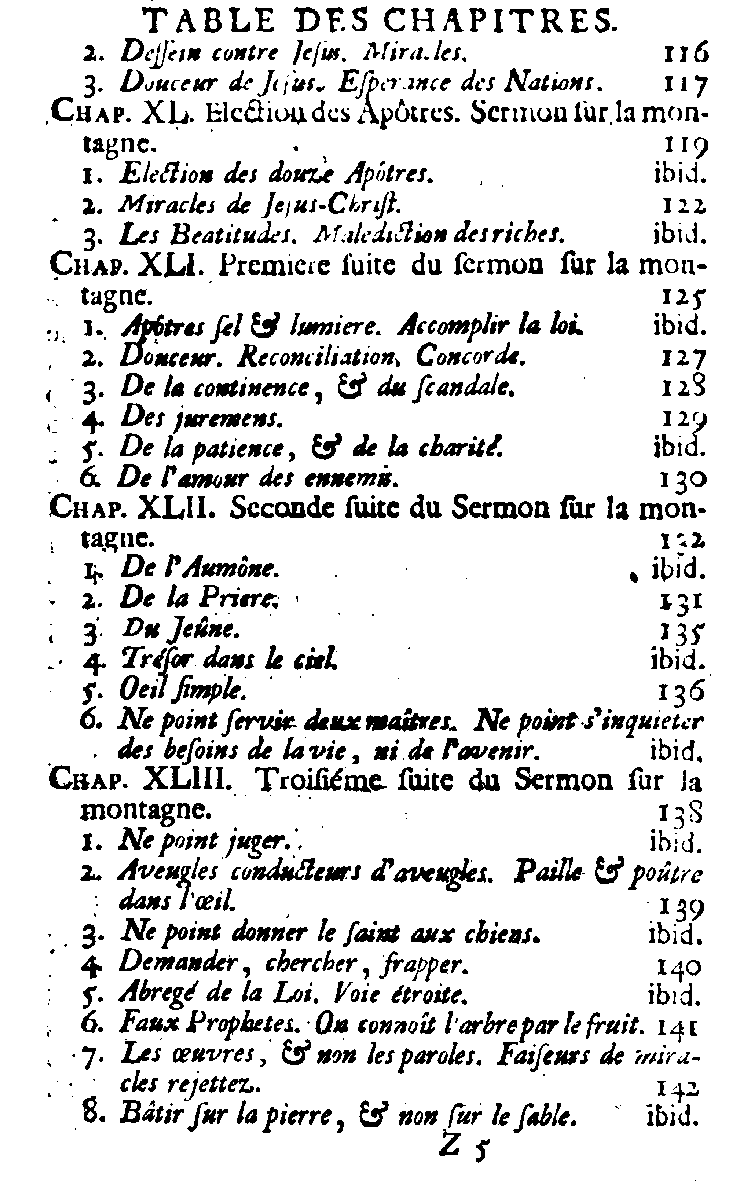 TABLE DES CHAPITRES.
2. Deſſein contre Jeſus. Miracles. 116
3. Douceur de Jeſus. Eſperance des Nations. 117
CHAP. XL. Election des Apôtres. Sermon ſur la mon-
tagne. 119
1. Election des douze Apôtres. ibid.
2. Miracles de Jeſus-Chriſt. 122
3. Les Beatitudes. Malediction des riches. ibid.
CHAP. XLI. Premiere ſuite du ſermon ſur la mon-
tagne. 125
1. Apôtres ſel & lumiere. Accomplir la loi. ibid.
2. Douceur. Reconciliation, Concorde. 127
3. De la continence, & du ſcandale. 128
4. Des juremens. 129
5. De la patience, & de la charité. ibid.
6. De l'amour des ennemis. 130
CHAP. XLII. Seconde ſuite du Sermon ſur la mon-
tagne.
1. De l'Aumône. ibid.
2. De la Priere. 131
3. Du Jeûne. 135
4. Tréſor dans le ciel. ibid.
5. Oeil ſimple. 136
6. Ne point ſervir deux maîtres. Ne point s'inquieter
des beſoins de la vie, ni de l'avenir. ibid.
CHAP. XLIII. Troiſiéme ſuite du Sermon ſur la
montagne. 138
1. Ne point juger. ibid.
2. Aveugles conducteurs d'aveugles. Paille & poûtre
dans l'œil. 139
3. Ne point donner le ſaint aux chiens. ibid.
4. Demander, chercher, frapper. 140
5. Abregé de la Loi. Voie étroite. ibid.
6. Faux Prophetes. On connoît l'arbre par le fruit. 141
7. Les œuvres, & non les paroles. Faiſeurs de mira-
cles rejettez. 142
8. Bâtir ſur la pierre, & non ſur le ſable. ibid.
Z 5